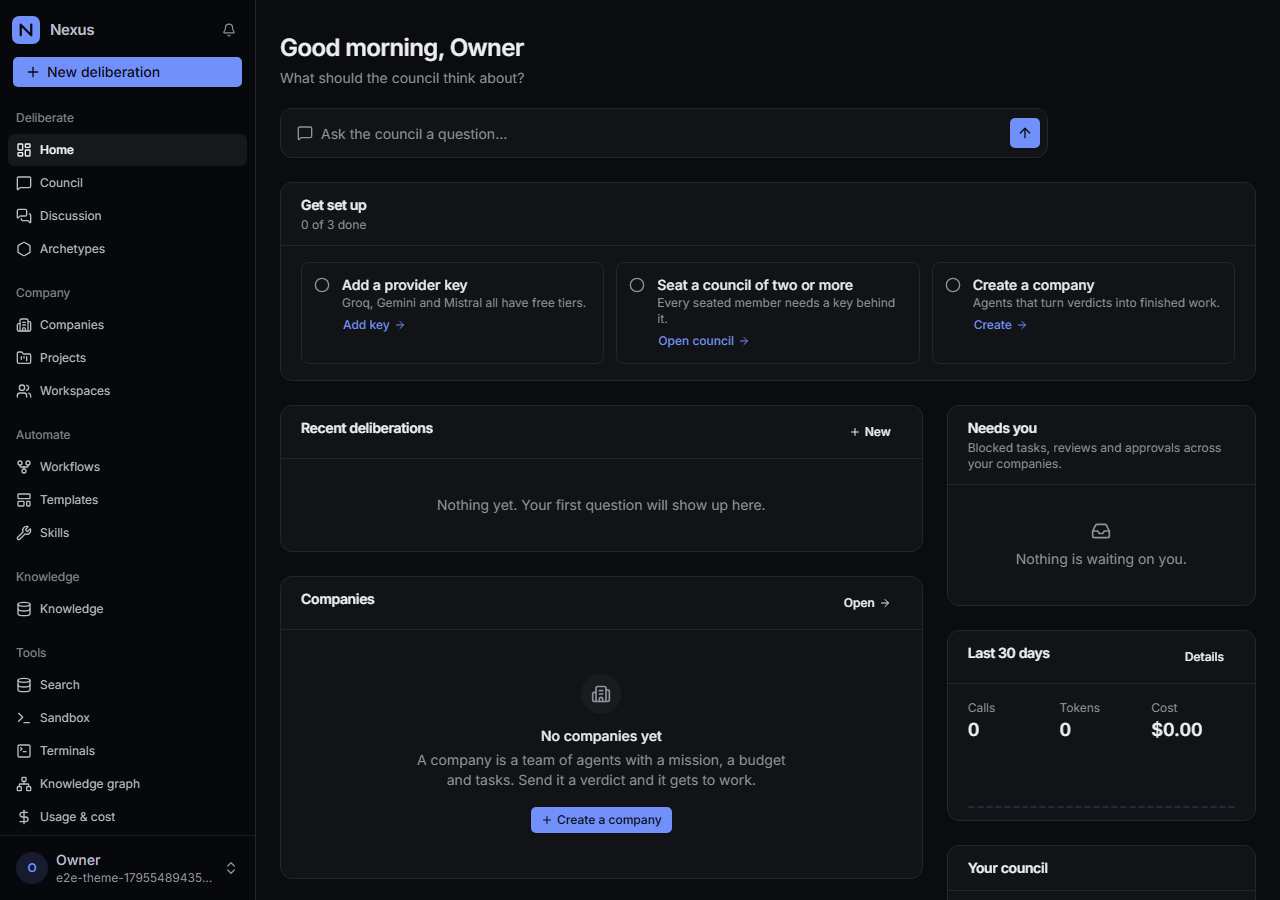 Nexus
New deliberation
Deliberate
Home
Council
Discussion
Archetypes
Company
Companies
Projects
Workspaces
Automate
Workflows
Templates
Skills
Knowledge
Knowledge
Tools
Search
Sandbox
Terminals
Knowledge graph
Usage & cost
O
Owner
e2e-theme-17955489435...
Good morning, Owner
What should the council think about?
Ask the council a question...
Get set up
0 of 3 done
Add a provider key
Groq, Gemini and Mistral all have free tiers.
Add key →
Seat a council of two or more
Every seated member needs a key behind
it.
Open council →
Create a company
Agents that turn verdicts into finished work.
Create →
Recent deliberations
+ New
Nothing yet. Your first question will show up here.
Companies
Open →
No companies yet
A company is a team of agents with a mission, a budget
and tasks. Send it a verdict and it gets to work.
+ Create a company
Needs you
Blocked tasks, reviews and approvals across
your companies.
Nothing is waiting on you.
Last 30 days
Details
Calls
0
Tokens
0
Cost
$0.00
Your council